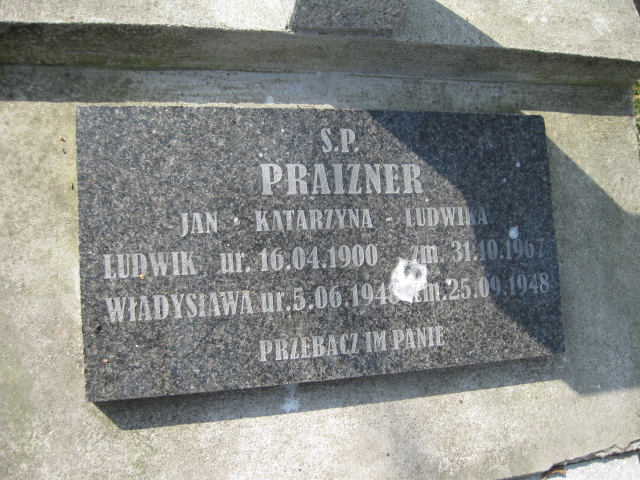 Ś.P.
PRAIZNER
JAN - KATARZYNA - LUDWIKA
LUDWIK ur. 16.04.1900 zm. 31.10.1967
WŁADYSŁAWA ur. 5.06. zm. 25.09.1948
PRZEBACZ IM PANIE